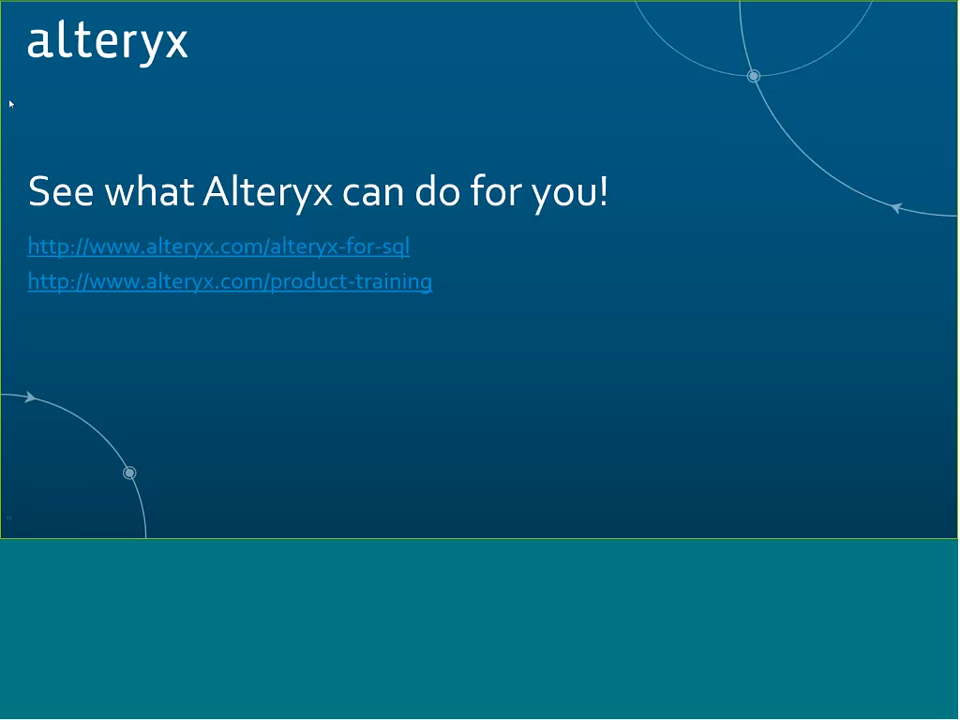 alteryx
See what Alteryx can do for you!
http://www.alteryx.com/alteryx-for-sql
http://www.alteryx.com/product-training